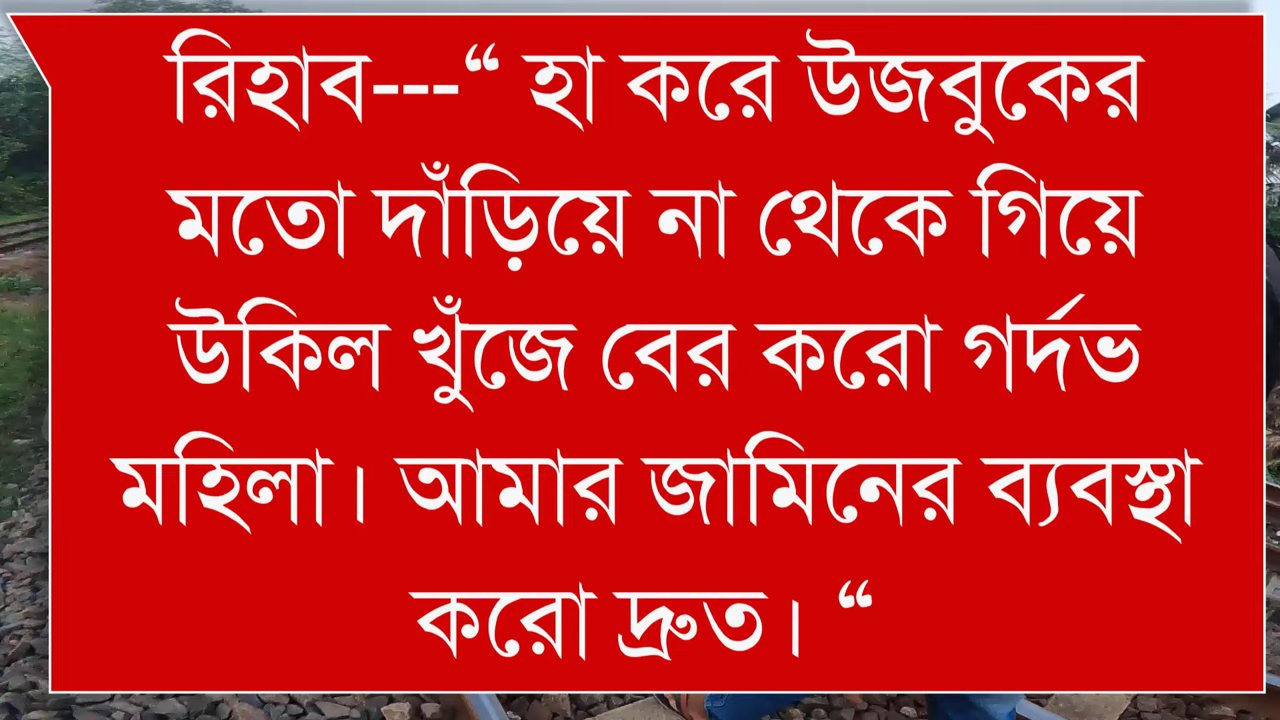 রিহাব---“ হা করে উজবুকের
মতো দাঁড়িয়ে না থেকে গিয়ে
উকিল খুঁজে বের করো গর্দভ
মহিলা। আমার জামিনের ব্যবস্থা
করো দ্রুত। “